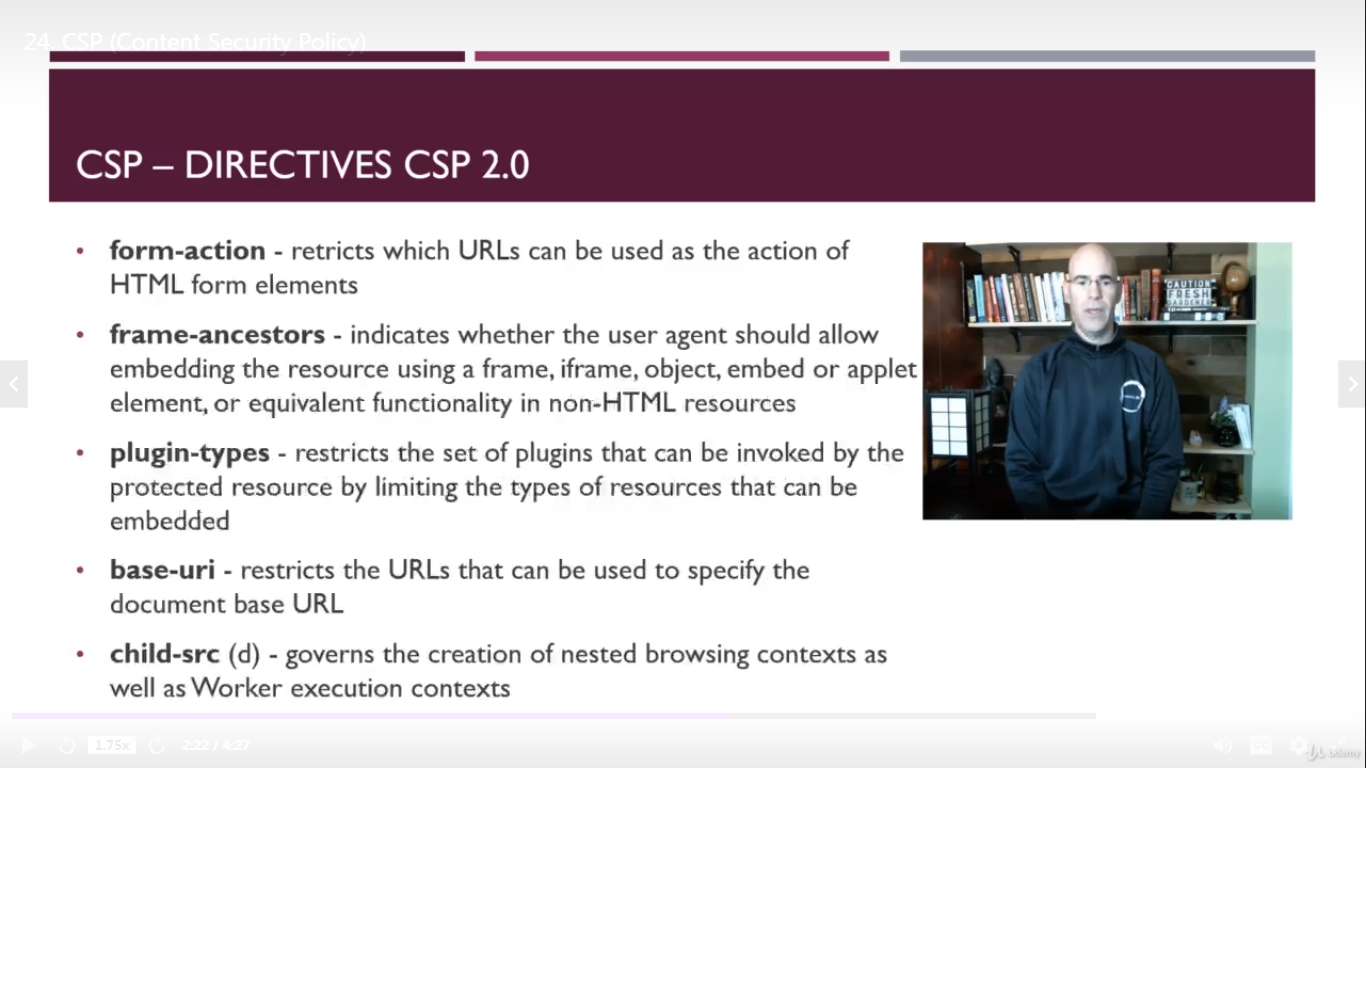 24. CSP (Content Security Policy)
CSP – DIRECTIVES CSP 2.0
• form-action - retricts which URLs can be used as the action of
HTML form elements
• frame-ancestors - indicates whether the user agent should allow
embedding the resource using a frame, iframe, object, embed or applet
element, or equivalent functionality in non-HTML resources
• plugin-types - restricts the set of plugins that can be invoked by the
protected resource by limiting the types of resources that can be
embedded
• base-uri - restricts the URLs that can be used to specify the
document base URL
• child-src (d) - governs the creation of nested browsing contexts as
well as Worker execution contexts
CAUTION
FRESH
1.75x
2:22 / 4:27
CC
udemy